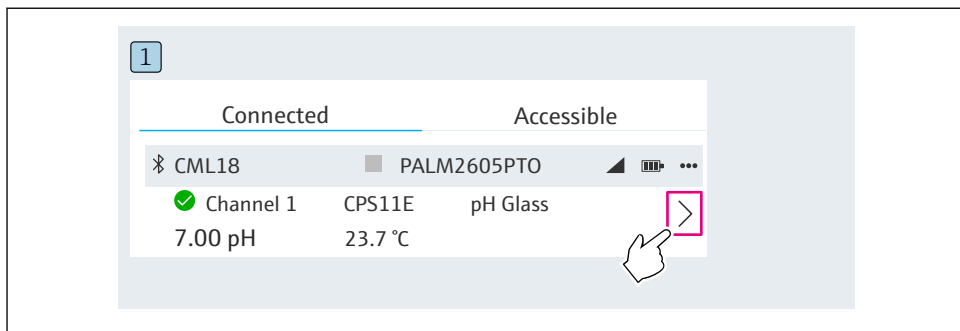 1
Connected Accessible
CML18 PALM2605PTO
Channel 1 CPS11E pH Glass
7.00 pH 23.7 °C